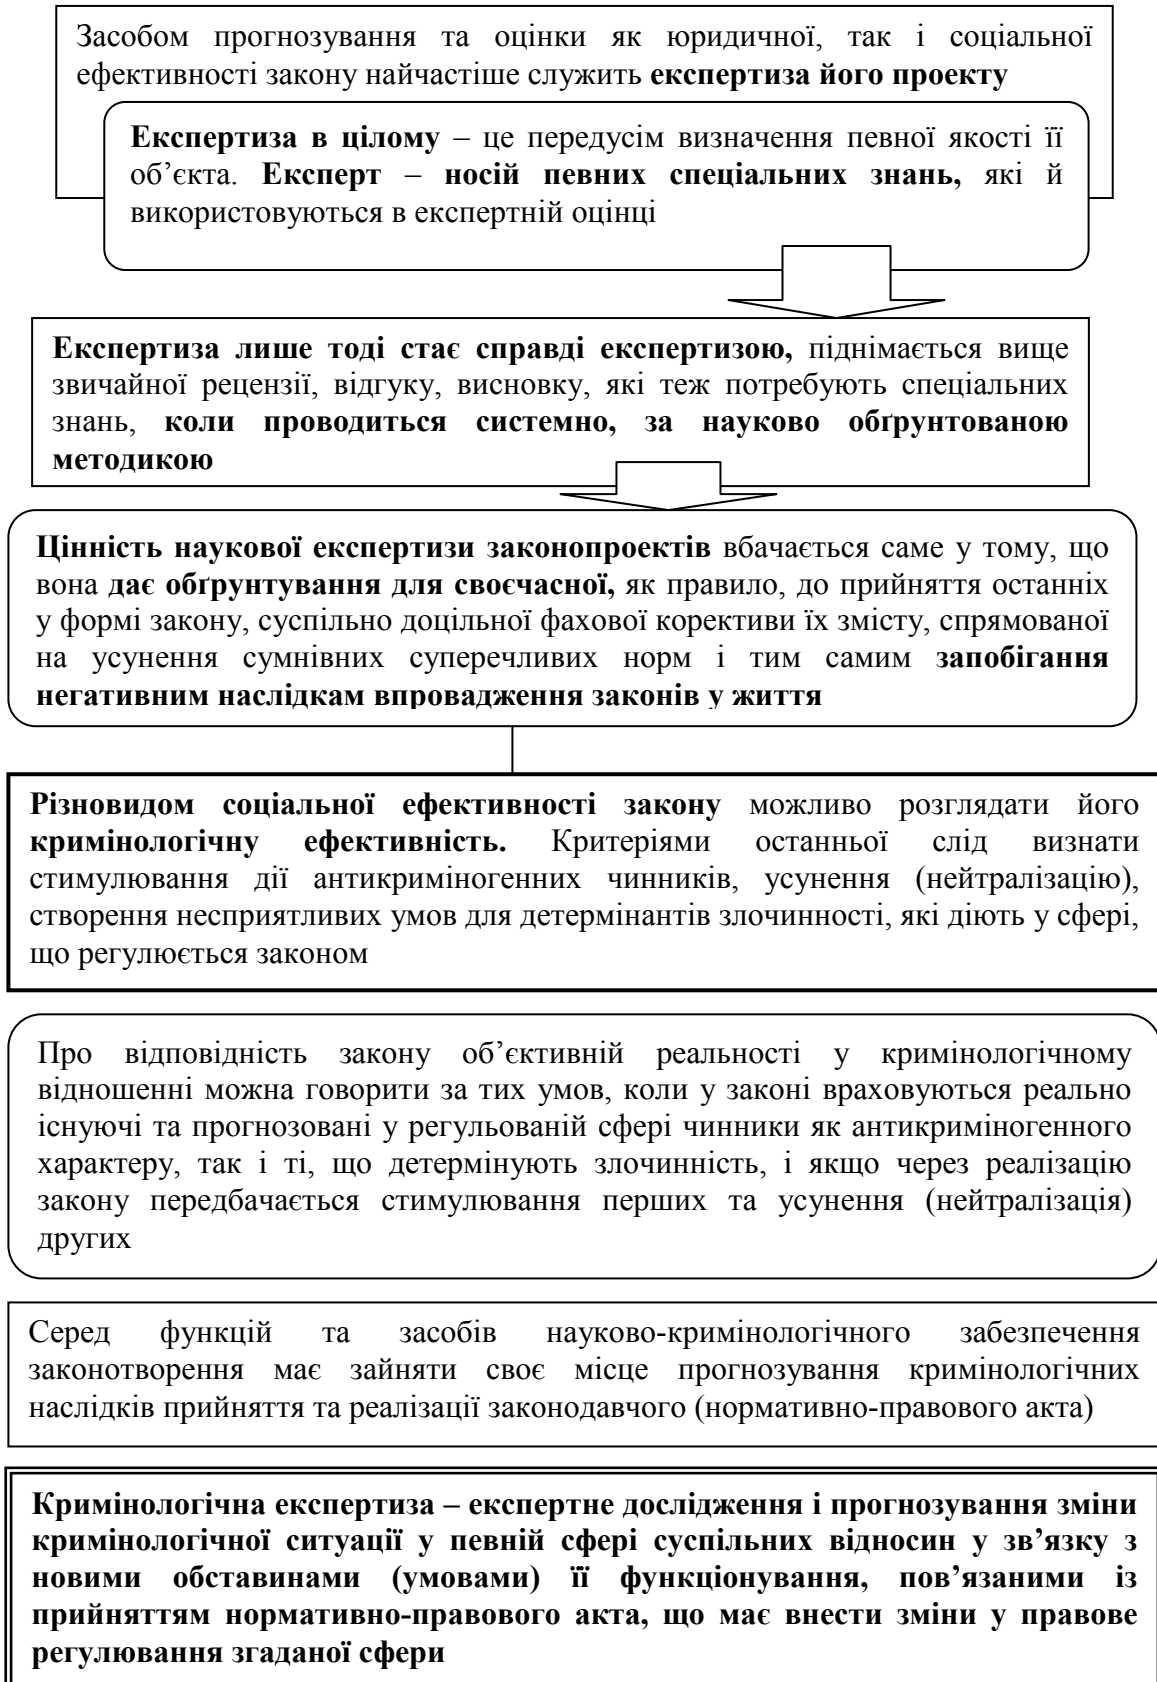 Засобом прогнозування та оцінки як юридичної, так і соціальної
ефективності закону найчастіше служить експертиза його проекту
Експертиза в цілому – це передусім визначення певної якості її
об’єкта. Експерт – носій певних спеціальних знань, які й
використовуються в експертній оцінці
Експертиза лише тоді стає справді експертизою, піднімається вище
звичайної рецензії, відгуку, висновку, які теж потребують спеціальних
знань, коли проводиться системно, за науково обґрунтованою
методикою
Цінність наукової експертизи законопроектів вбачається саме у тому, що
вона дає обґрунтування для своєчасної, як правило, до прийняття останніх
у формі закону, суспільно доцільної фахової корективи їх змісту, спрямованої
на усунення сумнівних суперечливих норм і тим самим запобігання
негативним наслідкам впровадження законів у життя
Різновидом соціальної ефективності закону можливо розглядати його
кримінологічну ефективність. Критеріями останньої слід визнати
стимулювання дії антикриміногенних чинників, усунення (нейтралізацію),
створення несприятливих умов для детермінантів злочинності, які діють у сфері,
що регулюється законом
Про відповідність закону об’єктивній реальності у кримінологічному
відношенні можна говорити за тих умов, коли у законі враховуються реально
існуючі та прогнозовані у регульованій сфері чинники як антикриміногенного
характеру, так і ті, що детермінують злочинність, і якщо через реалізацію
закону передбачається стимулювання перших та усунення (нейтралізація)
других
Серед функцій та засобів науково-кримінологічного забезпечення
законотворення має зайняти своє місце прогнозування кримінологічних
наслідків прийняття та реалізації законодавчого (нормативно-правового акта)
Кримінологічна експертиза – експертне дослідження і прогнозування зміни
кримінологічної ситуації у певній сфері суспільних відносин у зв’язку з
новими обставинами (умовами) її функціонування, пов’язаними із
прийняттям нормативно-правового акта, що має внести зміни у правове
регулювання згаданої сфери